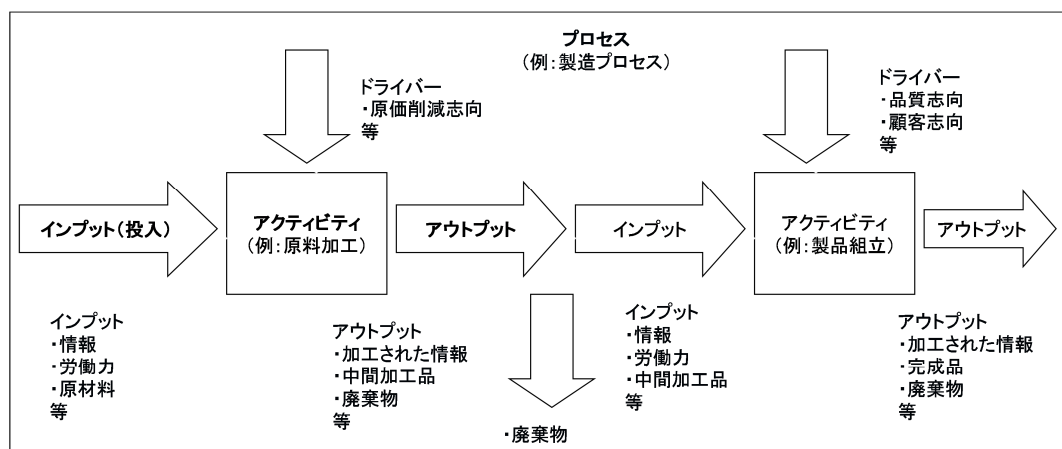 プロセス
(例：製造プロセス)
ドライバー
・原価削減志向
等
ドライバー
・品質志向
・顧客志向
等
インプット(投入)
アクティビティ
(例：原料加工)
アウトプット
インプット
アクティビティ
(例：製品組立)
アウトプット
インプット
・情報
・労働力
・原材料
等
アウトプット
・加工された情報
・中間加工品
・廃棄物
等
・廃棄物
インプット
・情報
・労働力
・中間加工品
等
アウトプット
・加工された情報
・完成品
・廃棄物
等